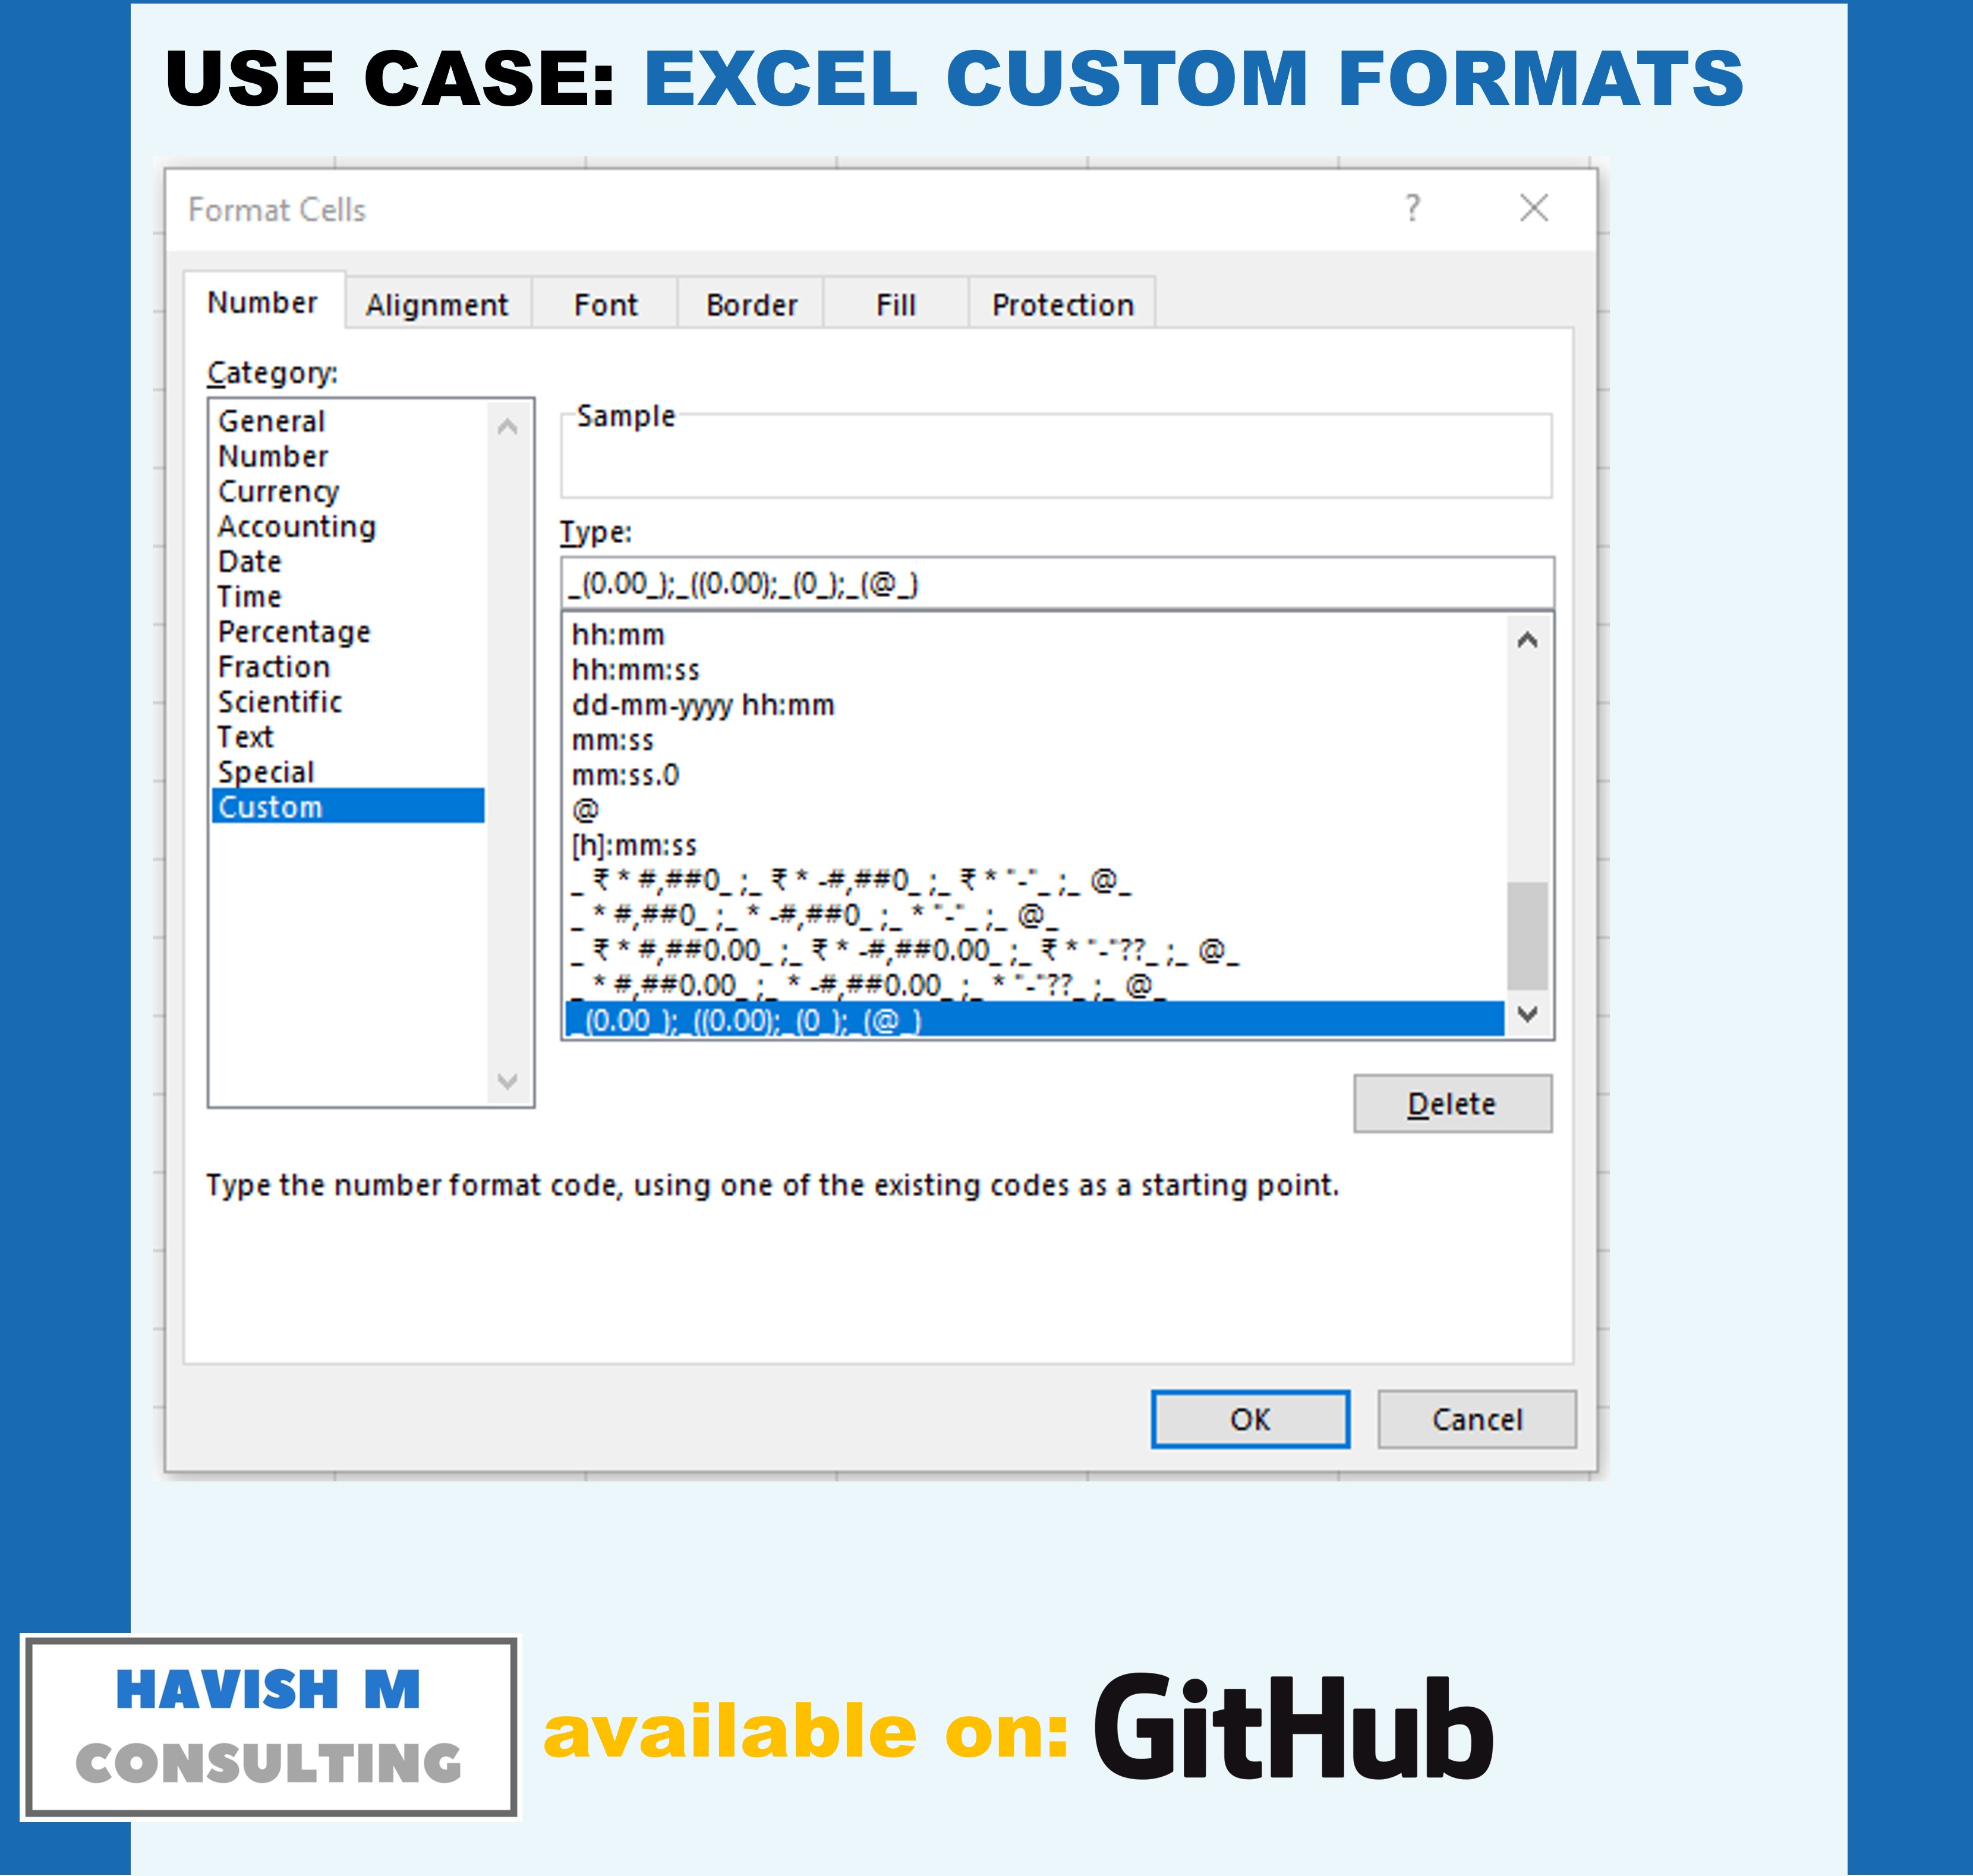 USE CASE: EXCEL CUSTOM FORMATS
Format Cells ?
Number Alignment Font Border Fill Protection
Category:
General
Number
Currency
Accounting
Date
Time
Percentage
Fraction
Scientific
Text
Special
Custom
Sample
Type:
_(0.00_);_((0.00);_(0_);_(@_)
hh:mm
hh:mm:ss
dd-mm-yyyy hh:mm
mm:ss
mm:ss.0
@
[h]:mm:ss
_ ₹ * #,##0_ ;_ ₹ * -#,##0_ ;_ ₹ * "-"_ ;_ @_
_ * #,##0_ ;_ * -#,##0_ ;_ * "-"_ ;_ @_
_ ₹ * #,##0.00_ ;_ ₹ * -#,##0.00_ ;_ ₹ * "-"??_ ;_ @_
_ * #,##0.00_ ;_ * -#,##0.00_ ;_ * "-"??_ ;_ @_
_(0.00_);_((0.00);_(0_);_(@_)
Delete
Type the number format code, using one of the existing codes as a starting point.
OK Cancel
HAVISH M
CONSULTING
available on: GitHub